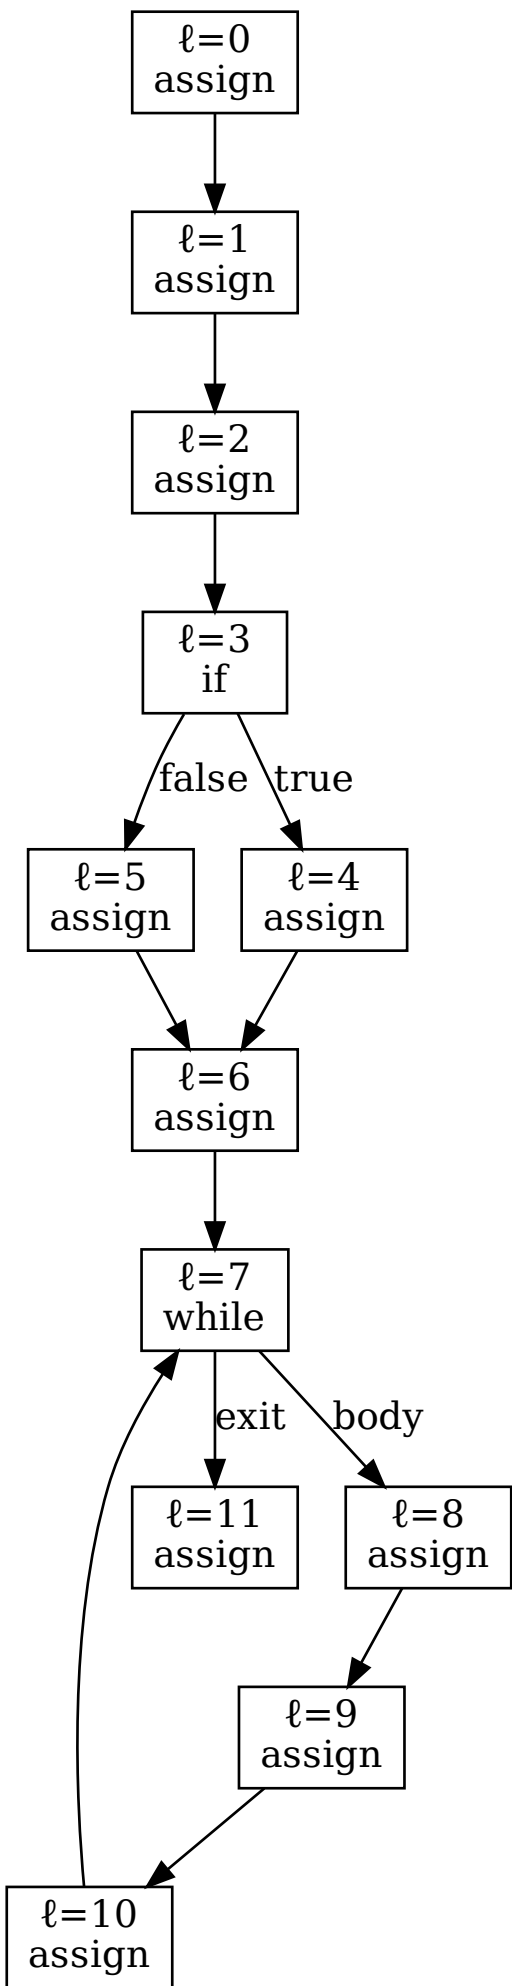 ℓ=0
assign
ℓ=1
assign
ℓ=2
assign
ℓ=3
if
false
true
ℓ=5
assign
ℓ=4
assign
ℓ=6
assign
ℓ=7
while
exit
body
ℓ=11
assign
ℓ=8
assign
ℓ=9
assign
ℓ=10
assign